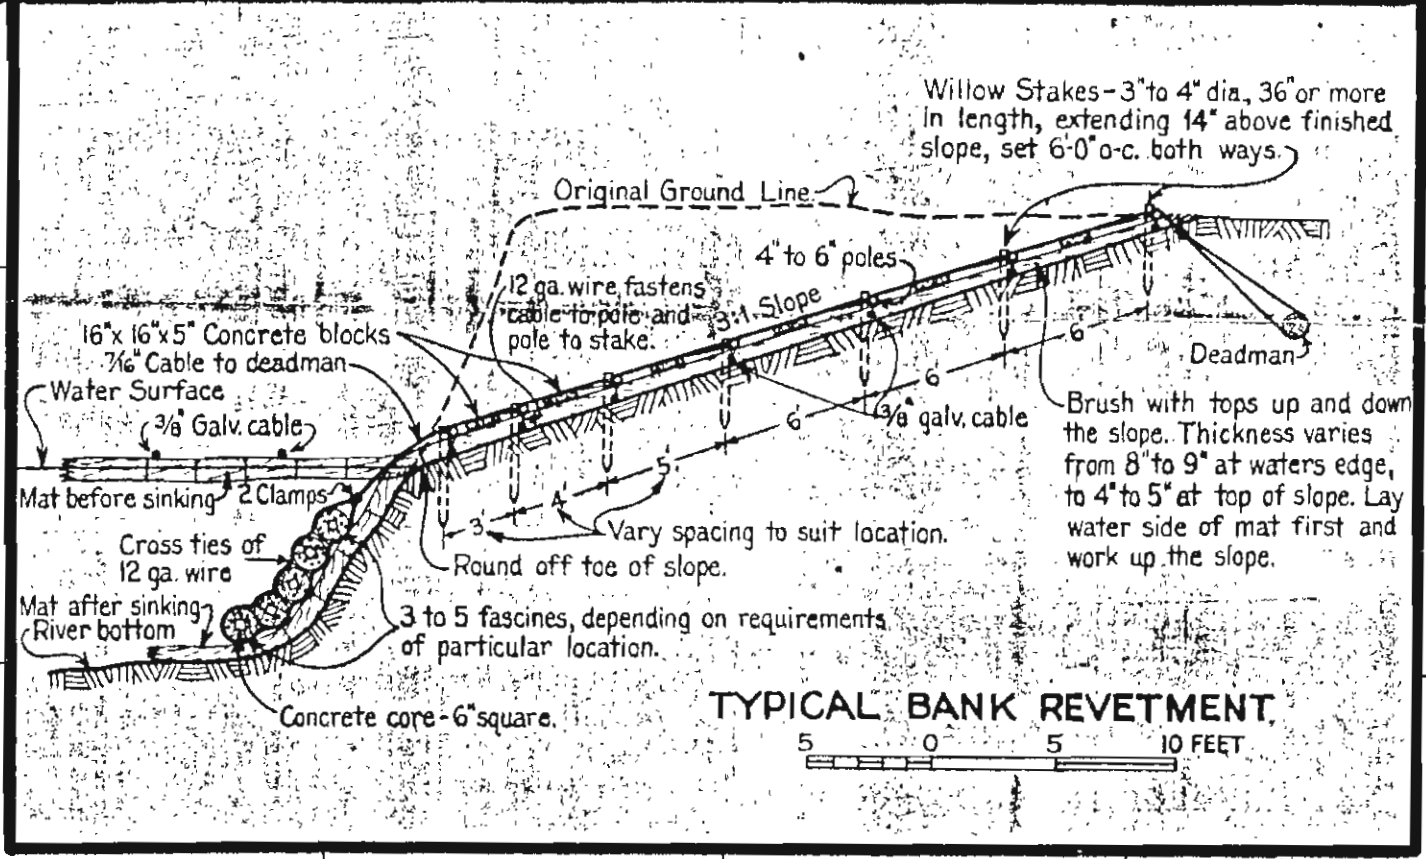 Willow Stakes-3" to 4" dia., 36" or more
in length, extending 14" above finished
slope, set 6'-0" o-c. both ways.
Original Ground Line
4" to 6" poles
12 ga. wire, fastens
cable to pole and
pole to stake.
3:1 Slope
16"x 16"x 5" Concrete blocks
7/16" Cable to deadman
Water Surface
3/8" Galv. cable
Deadman
6'
6'
6'
3/8" galv. cable
Brush with tops up and down
the slope. Thickness varies
from 8" to 9" at waters edge,
to 4" to 5" at top of slope. Lay
water side of mat first and
work up the slope.
Mat before sinking
2 Clamps
5'
4'
3'
Vary spacing to suit location.
Cross ties of
12 ga. wire
Round off toe of slope.
Mat after sinking
River bottom
3 to 5 fascines, depending on requirements
of particular location.
Concrete core-6" square.
TYPICAL BANK REVETMENT.
5 0 5 10 FEET